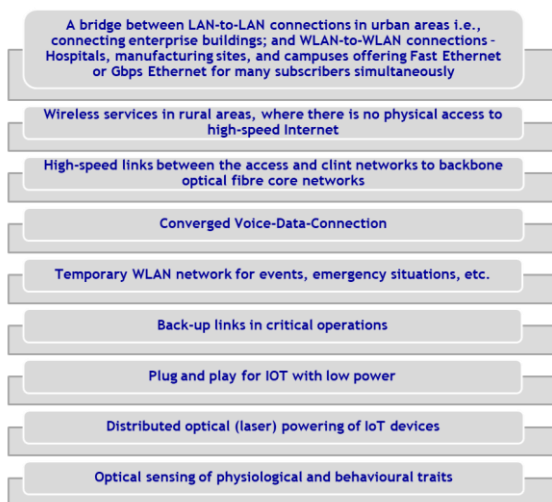 A bridge between LAN-to-LAN connections in urban areas i.e.,
connecting enterprise buildings; and WLAN-to-WLAN connections –
Hospitals, manufacturing sites, and campuses offering Fast Ethernet
or Gbps Ethernet for many subscribers simultaneously
Wireless services in rural areas, where there is no physical access to
high-speed Internet
High-speed links between the access and clint networks to backbone
optical fibre core networks
Converged Voice-Data-Connection
Temporary WLAN network for events, emergency situations, etc.
Back-up links in critical operations
Plug and play for IOT with low power
Distributed optical (laser) powering of IoT devices
Optical sensing of physiological and behavioural traits